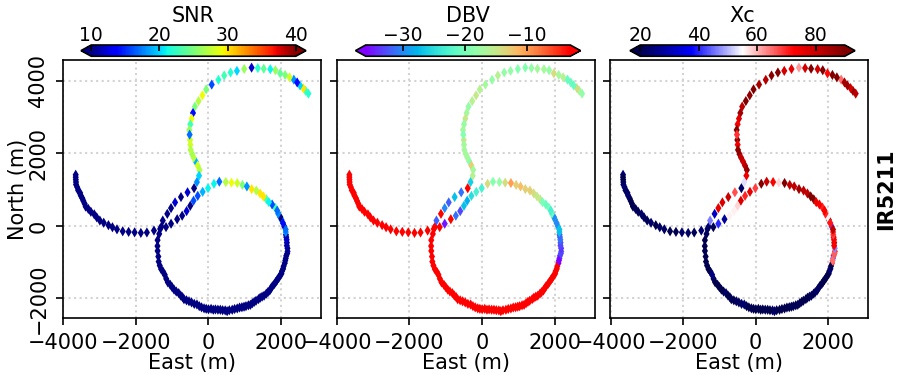 SNR DBV Xc
10 20 30 40 −30 −20 −10 20 40 60 80
4000
2000
0
−2000
North (m)
IR5211
−4000 −2000 0 2000 −4000 −2000 0 2000 −4000 −2000 0 2000
East (m) East (m) East (m)